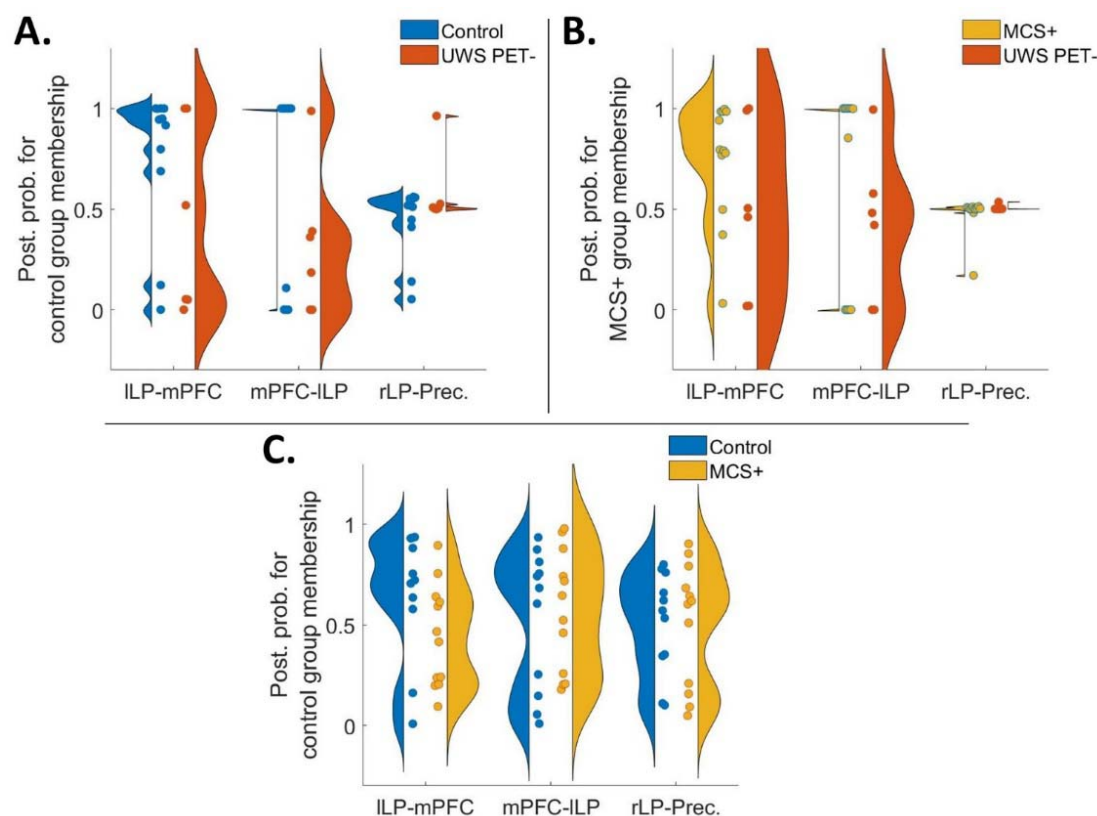 A.
Control
UWS PET-
Post. prob. for
control group membership
1
0.5
0
lLP-mPFC
mPFC-lLP
rLP-Prec.
B.
MCS+
UWS PET-
Post. prob. for
MCS+ group membership
1
0.5
0
lLP-mPFC
mPFC-lLP
rLP-Prec.
C.
Control
MCS+
Post. prob. for
control group membership
1
0.5
0
lLP-mPFC
mPFC-lLP
rLP-Prec.